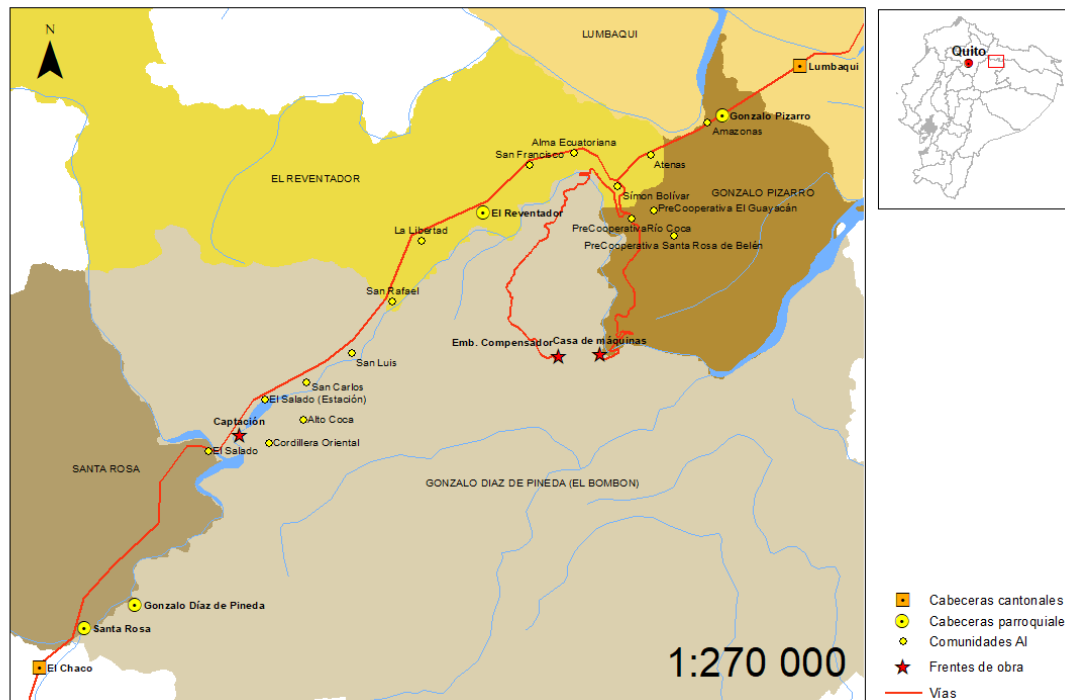 N
LUMBAQUI
Lumbaqui
Gonzalo Pizarro
Amazonas
Alma Ecuatoriana
San Francisco
Atenas
EL REVENTADOR
Símon Bolívar
GONZALO PIZARRO
PreCooperativa El Guayacán
El Reventador
PreCooperativaRío Coca
La Libertad
PreCooperativa Santa Rosa de Belén
San Rafael
Emb. Compensador
Casa de máquinas
San Luis
San Carlos
El Salado (Estación)
Captación
Alto Coca
Cordillera Oriental
El Salado
SANTA ROSA
GONZALO DIAZ DE PINEDA (EL BOMBON)
Gonzalo Díaz de Pineda
Santa Rosa
El Chaco
1:270 000
Quito
Cabeceras cantonales
Cabeceras parroquiale
Comunidades AI
Frentes de obra
Vías